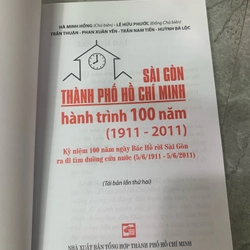 HÀ MINH HỒNG (Chủ biên) - LÊ HỮU PHƯỚC (Đồng Chủ biên)
TRẦN THUẬN - PHAN XUÂN YÊN - TRẦN NAM TIẾN - HUỲNH BÁ LỘC
SÀI GÒN
THÀNH PHỐ HỒ CHÍ MINH
hành trình 100 năm
(1911 - 2011)
Kỷ niệm 100 năm ngày Bác Hồ rời Sài Gòn
ra đi tìm đường cứu nước (5/6/1911 - 5/6/2011)
(Tái bản lần thứ hai)
NHÀ XUẤT BẢN TỔNG HỢP THÀNH PHỐ HỒ CHÍ MINH